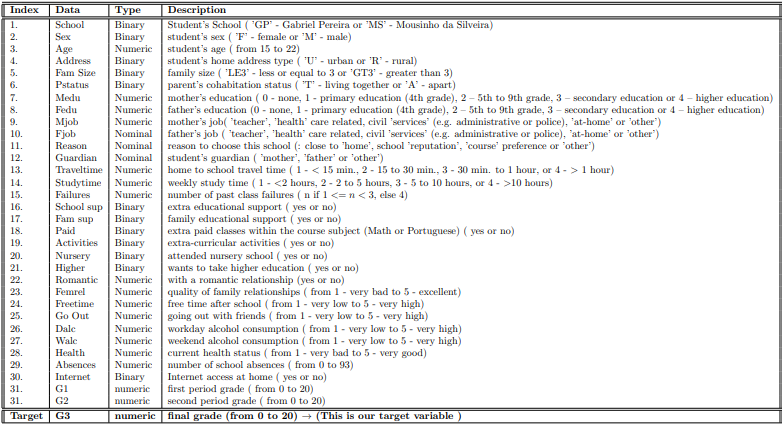 Index Data Type Description
1. School Binary Student's School ( 'GP' - Gabriel Pereira or 'MS' - Mousinho da Silveira)
2. Sex Binary student's sex ( 'F' - female or 'M' - male)
3. Age Numeric student's age ( from 15 to 22)
4. Address Binary student's home address type ( 'U' - urban or 'R' - rural)
5. Fam Size Binary family size ( 'LE3' - less or equal to 3 or 'GT3' - greater than 3)
6. Pstatus Binary parent's cohabitation status ( 'T' - living together or 'A' - apart)
7. Medu Numeric mother's education ( 0 - none, 1 - primary education (4th grade), 2 – 5th to 9th grade, 3 – secondary education or 4 – higher education)
8. Fedu Numeric father's education (0 - none, 1 - primary education (4th grade), 2 – 5th to 9th grade, 3 – secondary education or 4 – higher education)
9. Mjob Numeric mother's job ( 'teacher', 'health' care related, civil 'services' (e.g. administrative or police), 'at-home' or 'other')
10. Fjob Nominal father's job ( 'teacher', 'health' care related, civil 'services' (e.g. administrative or police), 'at-home' or 'other')
11. Reason Nominal reason to choose this school (: close to 'home', school 'reputation', 'course' preference or 'other')
12. Guardian Nominal student's guardian ( 'mother', 'father' or 'other')
13. Traveltime Numeric home to school travel time ( 1 - < 15 min., 2 - 15 to 30 min., 3 - 30 min. to 1 hour, or 4 - > 1 hour)
14. Studytime Numeric weekly study time ( 1 - <2 hours, 2 - 2 to 5 hours, 3 - 5 to 10 hours, or 4 - >10 hours)
15. Failures Numeric number of past class failures ( n if 1 <= n < 3, else 4)
16. School sup Binary extra educational support ( yes or no)
17. Fam sup Binary family educational support ( yes or no)
18. Paid Binary extra paid classes within the course subject (Math or Portuguese) ( yes or no)
19. Activities Binary extra-curricular activities ( yes or no)
20. Nursery Binary attended nursery school ( yes or no)
21. Higher Binary wants to take higher education ( yes or no)
22. Romantic Numeric with a romantic relationship (yes or no)
23. Femrel Numeric quality of family relationships ( from 1 - very bad to 5 - excellent)
24. Freetime Numeric free time after school ( from 1 - very low to 5 - very high)
25. Go Out Numeric going out with friends ( from 1 - very low to 5 - very high)
26. Dalc Numeric workday alcohol consumption ( from 1 - very low to 5 - very high)
27. Walc Numeric weekend alcohol consumption ( from 1 - very low to 5 - very high)
28. Health Numeric current health status ( from 1 - very bad to 5 - very good)
29. Absences Numeric number of school absences ( from 0 to 93)
30. Internet Binary Internet access at home ( yes or no)
31. G1 numeric first period grade ( from 0 to 20)
31. G2 numeric second period grade ( from 0 to 20)
Target G3 numeric final grade (from 0 to 20) → (This is our target variable )